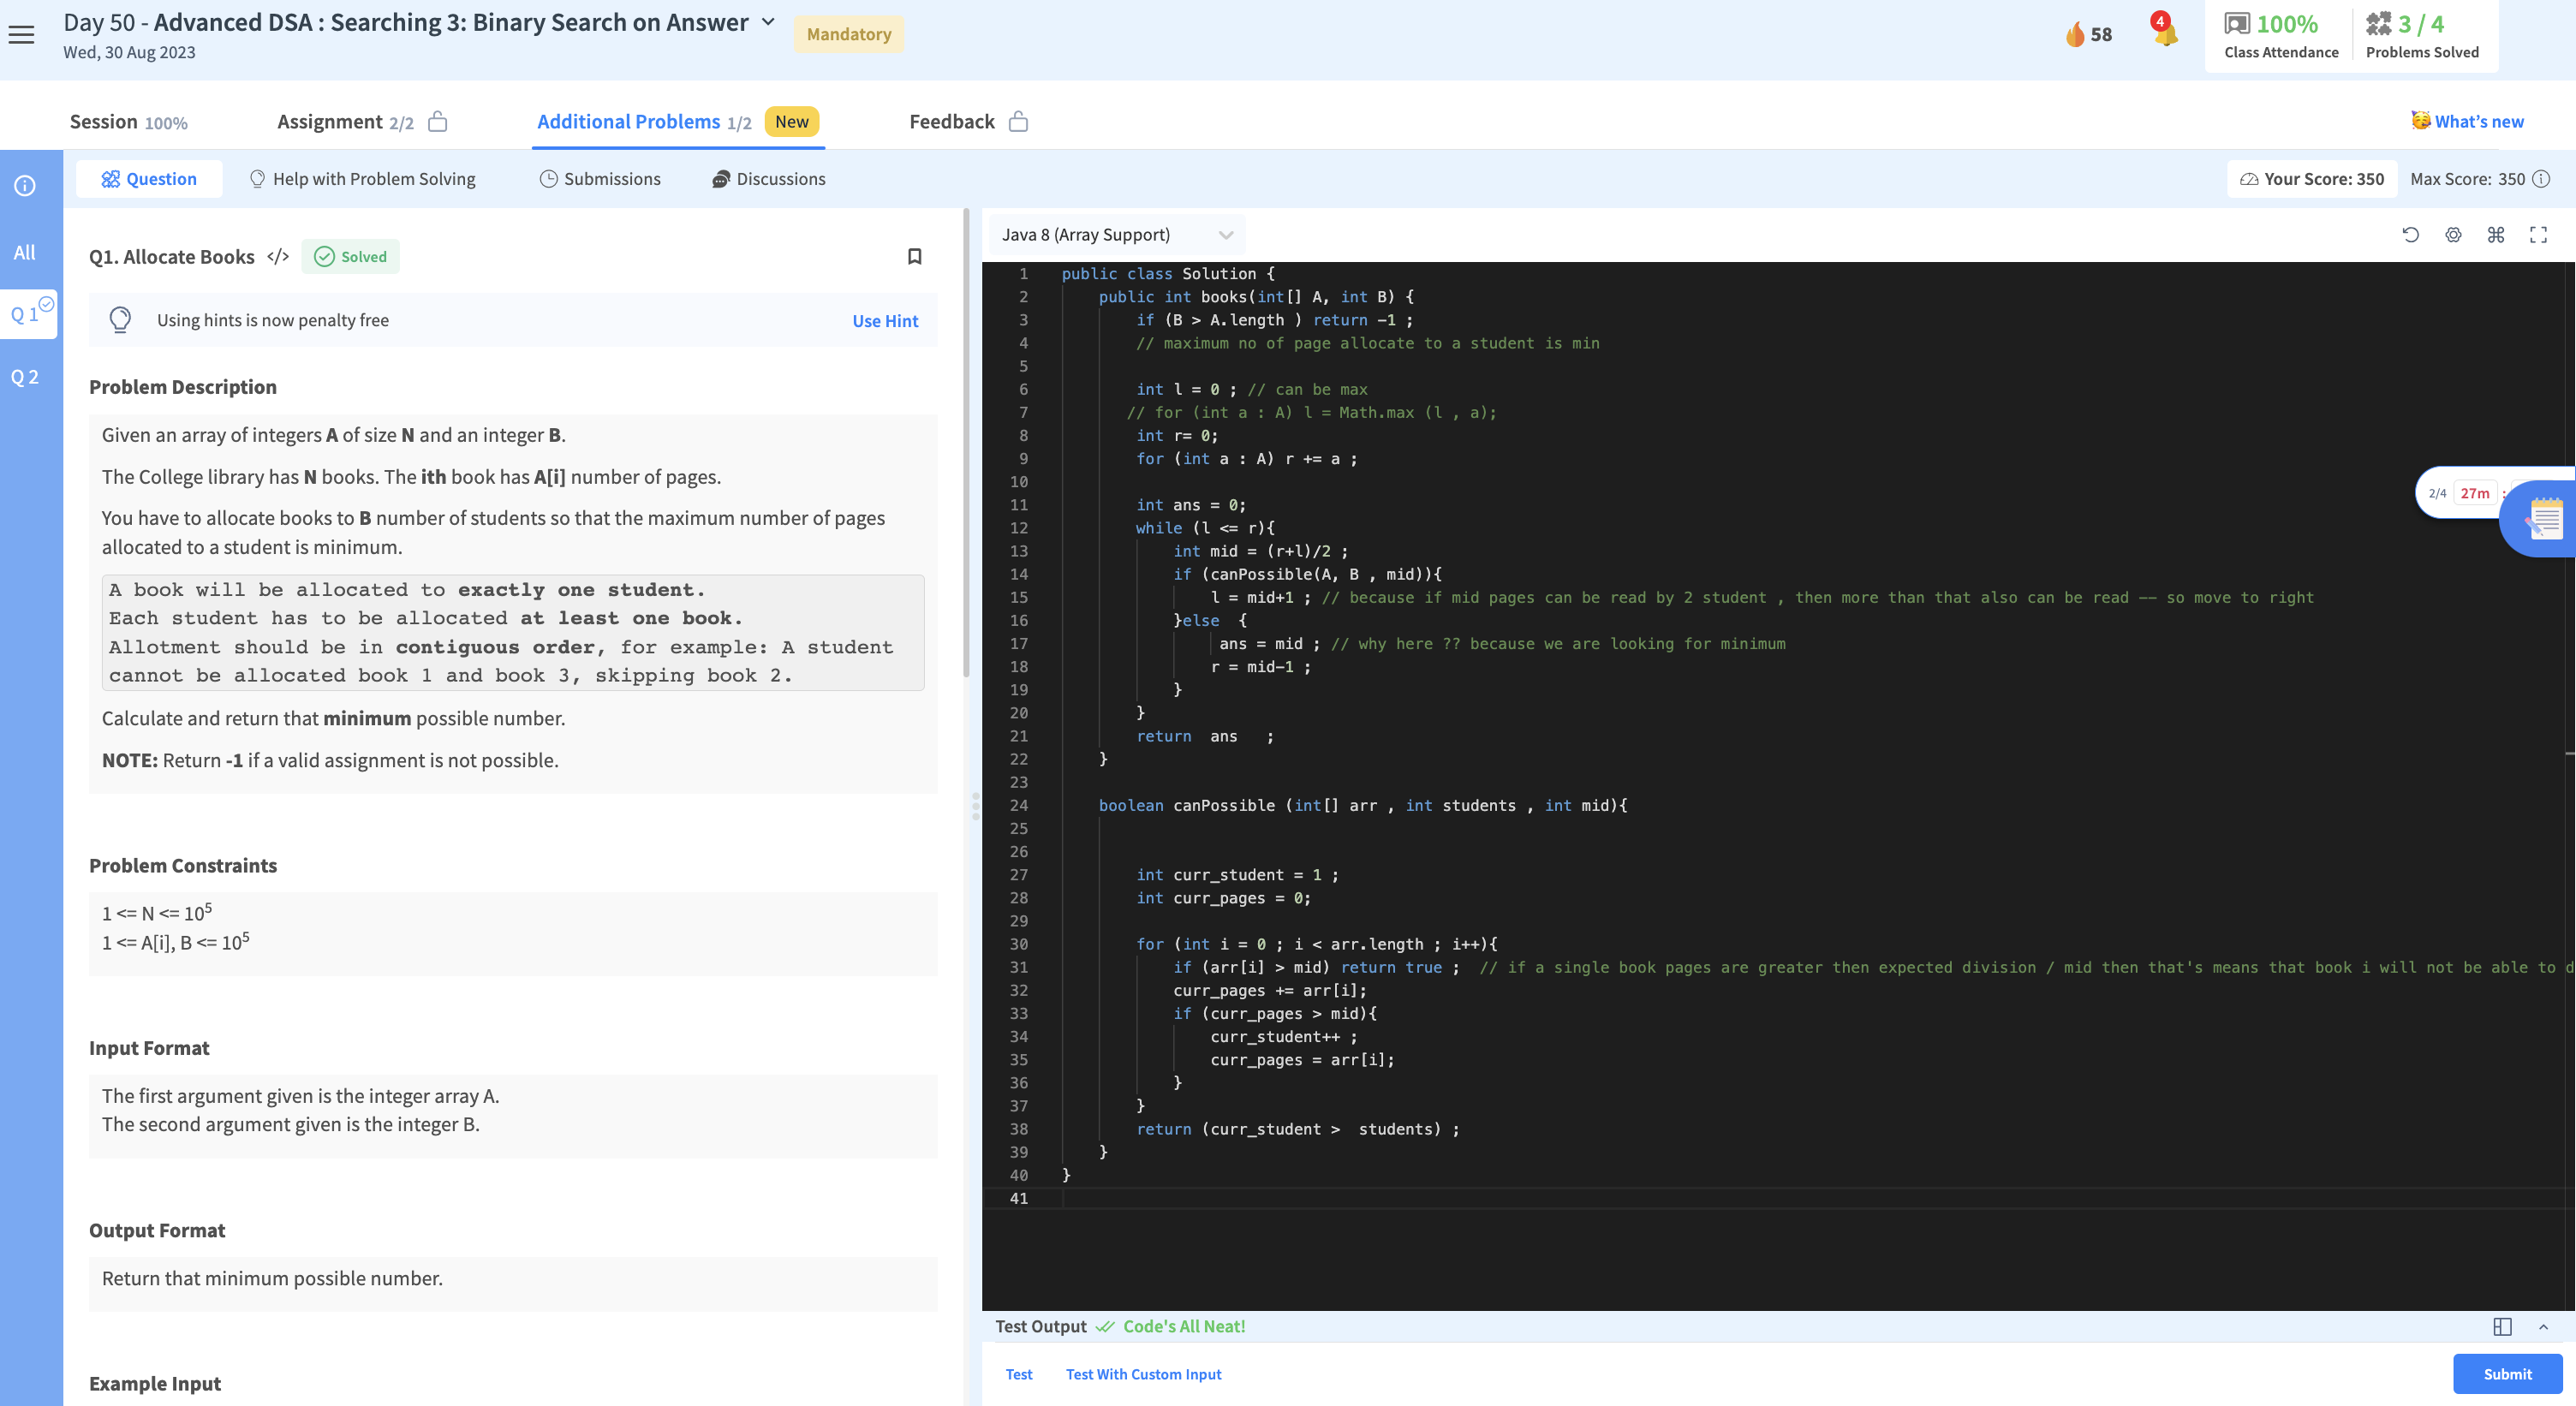 Day 50 - Advanced DSA : Searching 3: Binary Search on Answer
Wed, 30 Aug 2023
Mandatory
58
4
100%
Class Attendance
3 / 4
Problems Solved
Session 100%
Assignment 2/2
Additional Problems 1/2 New
Feedback
What's new
All
Q 1
Q 2
Question
Help with Problem Solving
Submissions
Discussions
Your Score: 350
Max Score: 350
Q1. Allocate Books </> Solved
Using hints is now penalty free
Use Hint
Problem Description
Given an array of integers A of size N and an integer B.
The College library has N books. The ith book has A[i] number of pages.
You have to allocate books to B number of students so that the maximum number of pages
allocated to a student is minimum.
A book will be allocated to exactly one student.
Each student has to be allocated at least one book.
Allotment should be in contiguous order, for example: A student
cannot be allocated book 1 and book 3, skipping book 2.
Calculate and return that minimum possible number.
NOTE: Return -1 if a valid assignment is not possible.
Problem Constraints
1 <= N <= 10^5
1 <= A[i], B <= 10^5
Input Format
The first argument given is the integer array A.
The second argument given is the integer B.
Output Format
Return that minimum possible number.
Example Input
Java 8 (Array Support)
1 public class Solution {
2 public int books(int[] A, int B) {
3 if (B > A.length ) return -1 ;
4 // maximum no of page allocate to a student is min
5
6 int l = 0 ; // can be max
7 // for (int a : A) l = Math.max (l , a);
8 int r= 0;
9 for (int a : A) r += a ;
10
11 int ans = 0;
12 while (l <= r){
13 int mid = (r+l)/2 ;
14 if (canPossible(A, B , mid)){
15 l = mid+1 ; // because if mid pages can be read by 2 student , then more than that also can be read -- so move to right
16 }else {
17 ans = mid ; // why here ?? because we are looking for minimum
18 r = mid-1 ;
19 }
20 }
21 return ans ;
22 }
23
24 boolean canPossible (int[] arr , int students , int mid){
25
26
27 int curr_student = 1 ;
28 int curr_pages = 0;
29
30 for (int i = 0 ; i < arr.length ; i++){
31 if (arr[i] > mid) return true ; // if a single book pages are greater then expected division / mid then that's means that book i will not be able to d
32 curr_pages += arr[i];
33 if (curr_pages > mid){
34 curr_student++ ;
35 curr_pages = arr[i];
36 }
37 }
38 return (curr_student > students) ;
39 }
40 }
41
2/4 27m :
Test Output Code's All Neat!
Test
Test With Custom Input
Submit